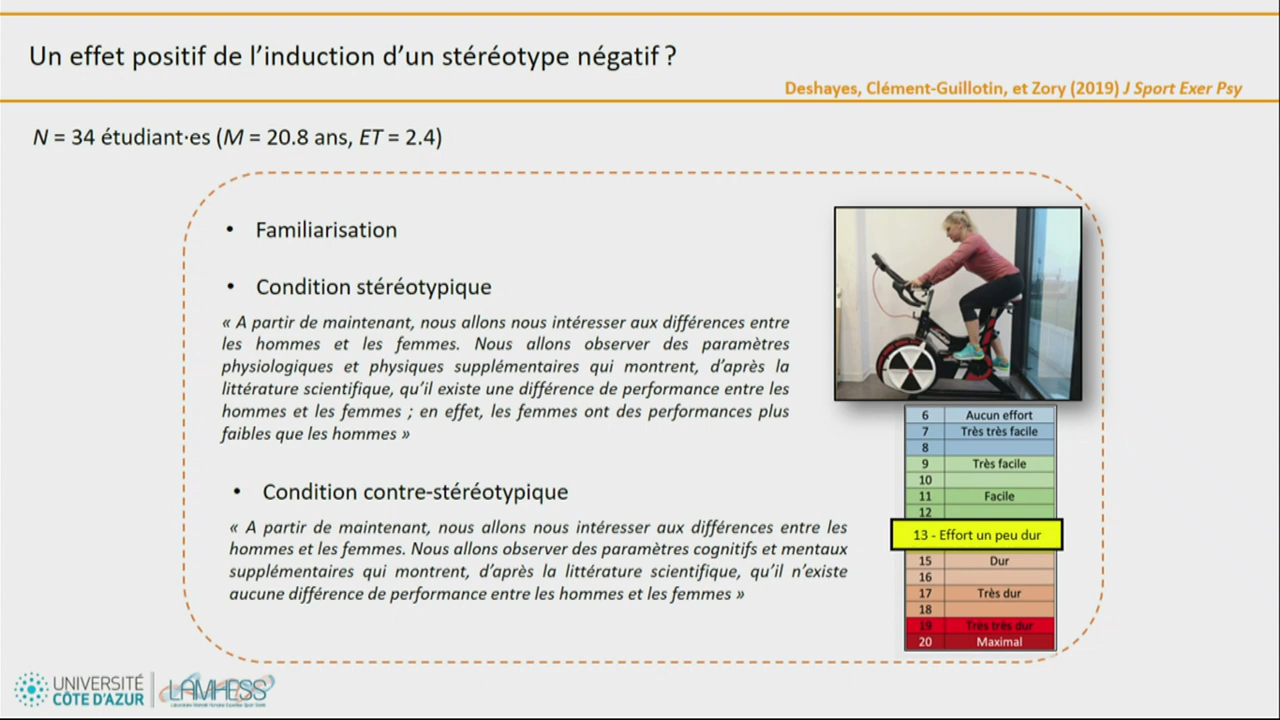 Un effet positif de l’induction d’un stéréotype négatif ?
Deshayes, Clément-Guillotin, et Zory (2019) J Sport Exer Psy
N = 34 étudiant·es (M = 20.8 ans, ET = 2.4)
• Familiarisation
• Condition stéréotypique
« A partir de maintenant, nous allons nous intéresser aux différences entre
les hommes et les femmes. Nous allons observer des paramètres
physiologiques et physiques supplémentaires qui montrent, d’après la
littérature scientifique, qu’il existe une différence de performance entre les
hommes et les femmes ; en effet, les femmes ont des performances plus
faibles que les hommes »
• Condition contre-stéréotypique
« A partir de maintenant, nous allons nous intéresser aux différences entre les
hommes et les femmes. Nous allons observer des paramètres cognitifs et mentaux
supplémentaires qui montrent, d’après la littérature scientifique, qu’il n’existe
aucune différence de performance entre les hommes et les femmes »
6 Aucun effort
7 Très très facile
8
9 Très facile
10
11 Facile
12
13 - Effort un peu dur
15 Dur
16
17 Très dur
18
19 Très très dur
20 Maximal
UNIVERSITÉ
CÔTE D’AZUR
LAMHESS